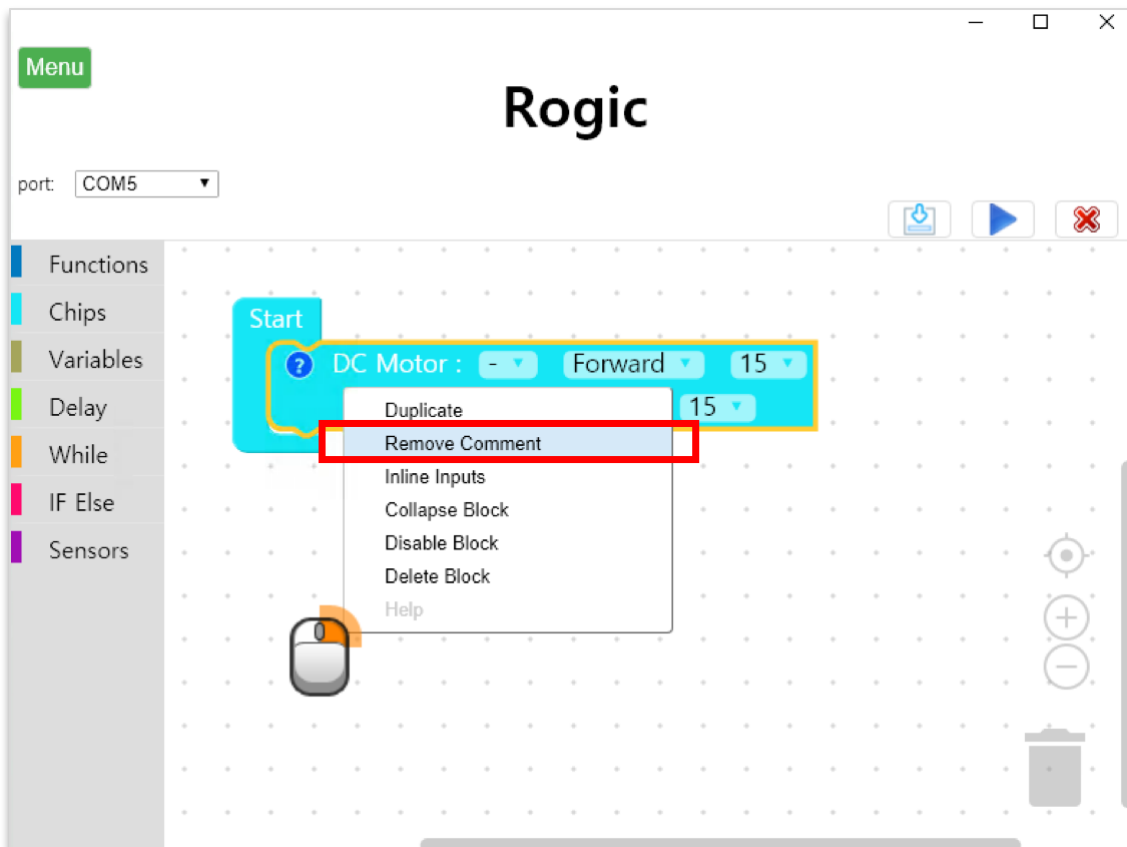 Menu
Rogic
port: COM5
Functions
Chips
Variables
Delay
While
IF Else
Sensors
Start
? DC Motor : - Forward 15
15
Duplicate
Remove Comment
Inline Inputs
Collapse Block
Disable Block
Delete Block
Help